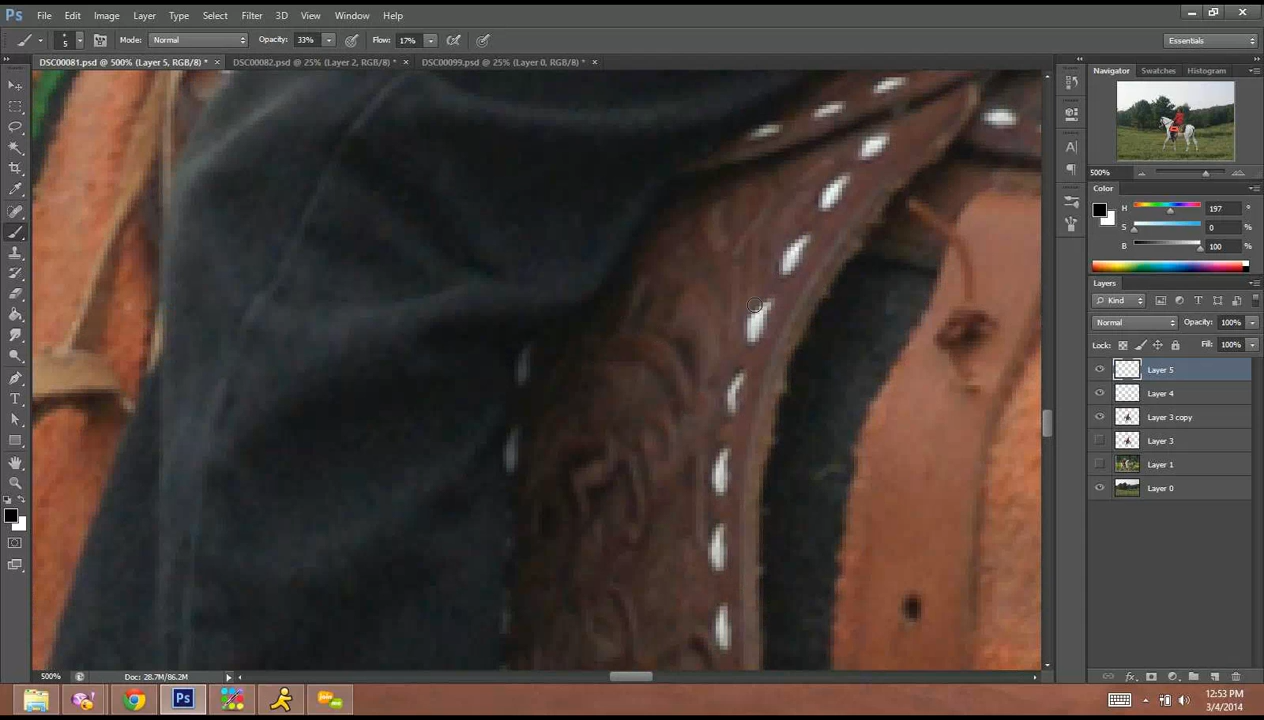 Ps File Edit Image Layer Type Select Filter 3D View Window Help
5 Mode: Normal Opacity: 33% Flow: 17% Essentials
DSC00081.psd @ 500% (Layer 5, RGB/8) * × DSC00082.psd @ 25% (Layer 2, RGB/8) * × DSC00099.psd @ 25% (Layer 0, RGB/8) * ×
Navigator Swatches Histogram
500%
Color
H 197 °
S 0 %
B 100 %
Layers
Kind
Normal Opacity: 100%
Lock: Fill: 100%
Layer 5
Layer 4
Layer 3 copy
Layer 3
Layer 1
Layer 0
500% Doc: 28.7M/86.2M
Ps
12:53 PM
3/4/2014